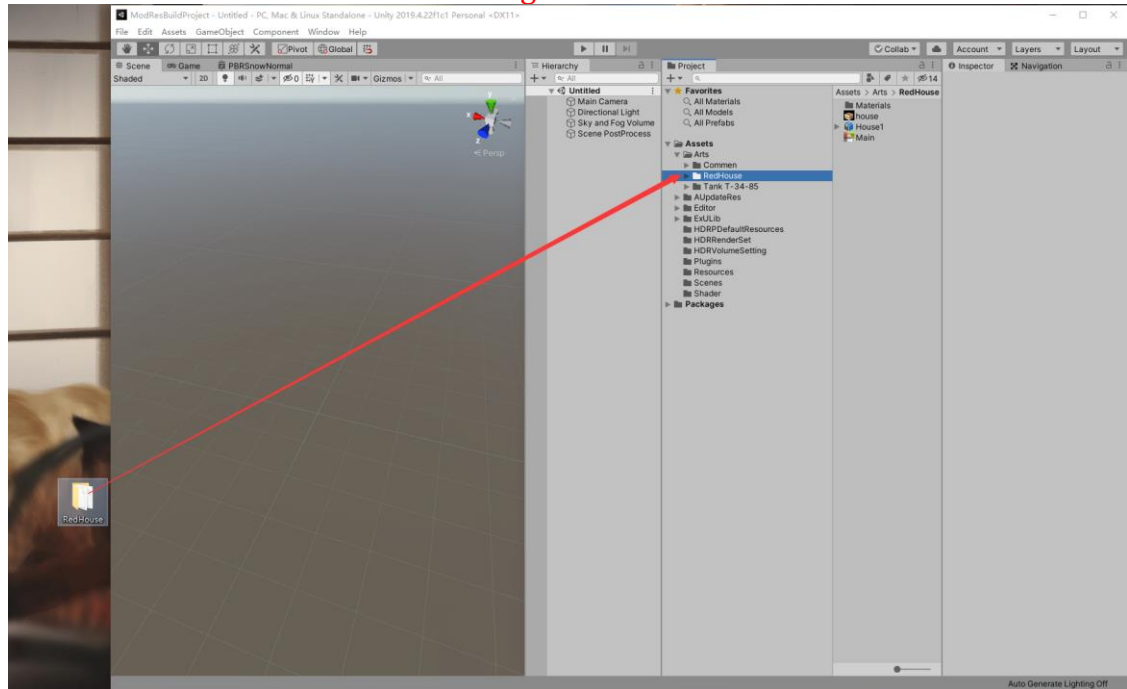 g
ModResBuildProject - Untitled - PC, Mac & Linux Standalone - Unity 2019.4.22f1c1 Personal <DX11>
File Edit Assets GameObject Component Window Help
Pivot Global Collab Account Layers Layout
Scene Game PBRSnowNormal
Shaded 2D 0 Gizmos All
Persp
y
x
z
Hierarchy
All
Untitled
Main Camera
Directional Light
Sky and Fog Volume
Scene PostProcess
Project
14
Favorites
All Materials
All Models
All Prefabs
Assets
Arts
Commen
RedHouse
Tank T-34-85
AUpdateRes
Editor
ExULib
HDRPDefaultResources
HDRRenderSet
HDRVolumeSetting
Plugins
Resources
Scenes
Shader
Packages
Assets > Arts > RedHouse
Materials
house
House1
Main
Inspector Navigation
RedHouse
Auto Generate Lighting Off